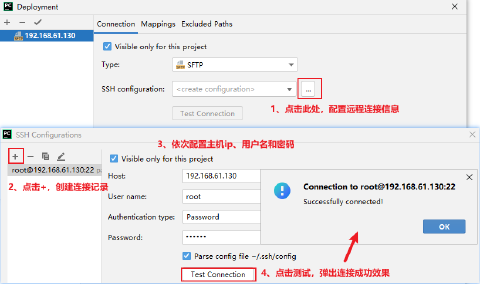 Deployment
192.168.61.130
Connection Mappings Excluded Paths
Visible only for this project
Type: SFTP
SSH configuration: <create configuration> ...
Test Connection
1、点击此处，配置远程连接信息
SSH Configurations
3、依次配置主机ip、用户名和密码
root@192.168.61.130:22
Visible only for this project
2、点击+，创建连接记录
Host: 192.168.61.130
User name: root
Authentication type: Password
Password: ••••••
Parse config file ~/.ssh/config
Test Connection
Connection to root@192.168.61.130:22
Successfully connected!
OK
4、点击测试，弹出连接成功效果